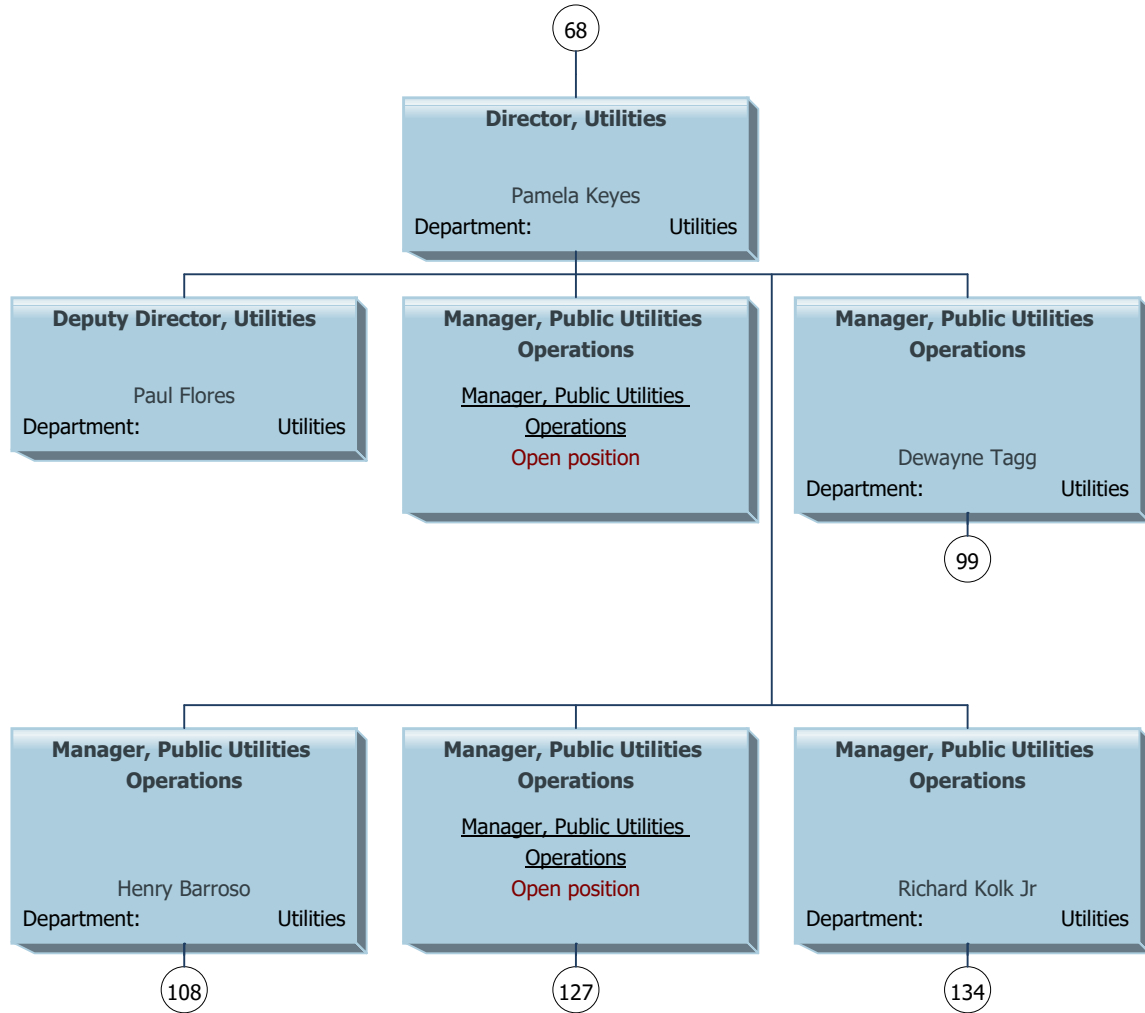 68
Director, Utilities
Pamela Keyes
Department: Utilities
Deputy Director, Utilities
Paul Flores
Department: Utilities
Manager, Public Utilities
Operations
Manager, Public Utilities
Operations
Open position
Manager, Public Utilities
Operations
Dewayne Tagg
Department: Utilities
99
Manager, Public Utilities
Operations
Henry Barroso
Department: Utilities
108
Manager, Public Utilities
Operations
Manager, Public Utilities
Operations
Open position
127
Manager, Public Utilities
Operations
Richard Kolk Jr
Department: Utilities
134